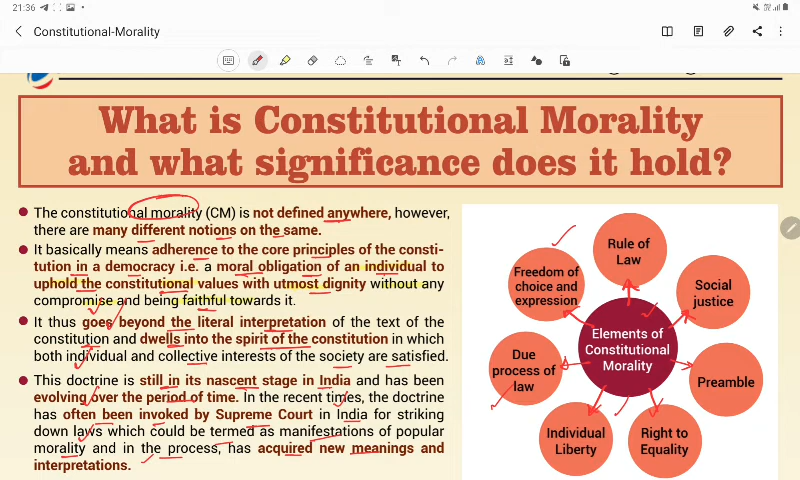 21:36
Constitutional-Morality
What is Constitutional Morality
and what significance does it hold?
The constitutional morality (CM) is not defined anywhere, however,
there are many different notions on the same.
It basically means adherence to the core principles of the consti-
tution in a democracy i.e. a moral obligation of an individual to
uphold the constitutional values with utmost dignity without any
compromise and being faithful towards it.
It thus goes beyond the literal interpretation of the text of the
constitution and dwells into the spirit of the constitution in which
both individual and collective interests of the society are satisfied.
This doctrine is still in its nascent stage in India and has been
evolving over the period of time. In the recent times, the doctrine
has often been invoked by Supreme Court in India for striking
down laws which could be termed as manifestations of popular
morality and in the process, has acquired new meanings and
interpretations.
Rule of
Law
Freedom of
choice and
expression
Social
justice
Elements of
Constitutional
Morality
Due
process of
law
Preamble
Individual
Liberty
Right to
Equality